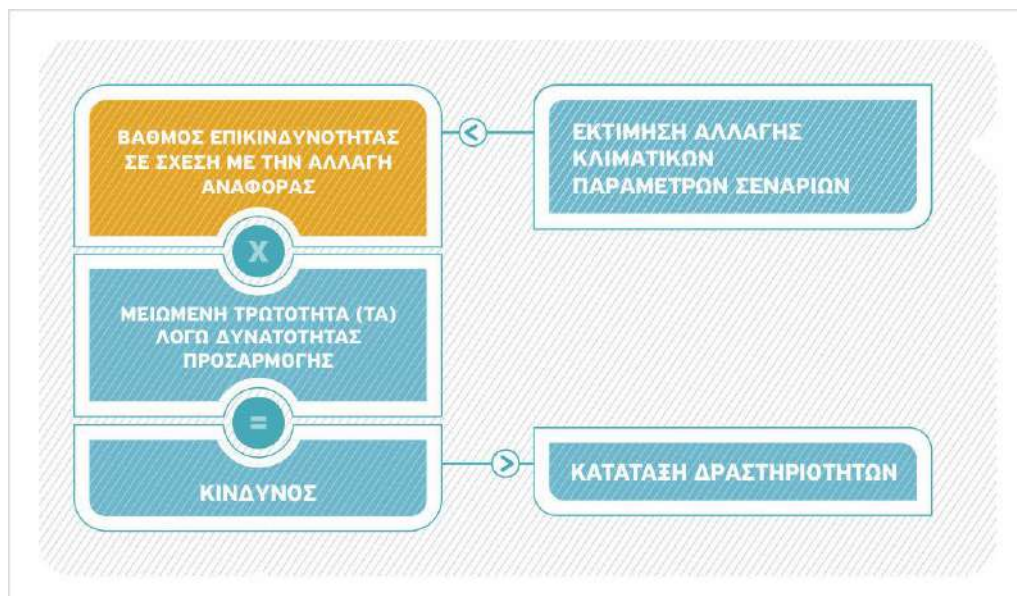 ΒΑΘΜΟΣ ΕΠΙΚΙΝΔΥΝΟΤΗΤΑΣ
ΣΕ ΣΧΕΣΗ ΜΕ ΤΗΝ ΑΛΛΑΓΗ
ΑΝΑΦΟΡΑΣ
<
ΕΚΤΙΜΗΣΗ ΑΛΛΑΓΗΣ
ΚΛΙΜΑΤΙΚΩΝ
ΠΑΡΑΜΕΤΡΩΝ ΣΕΝΑΡΙΩΝ
X
ΜΕΙΩΜΕΝΗ ΤΡΩΤΟΤΗΤΑ (ΤΑ)
ΛΟΓΩ ΔΥΝΑΤΟΤΗΤΑΣ
ΠΡΟΣΑΡΜΟΓΗΣ
=
ΚΙΝΔΥΝΟΣ
>
ΚΑΤΑΤΑΞΗ ΔΡΑΣΤΗΡΙΟΤΗΤΩΝ